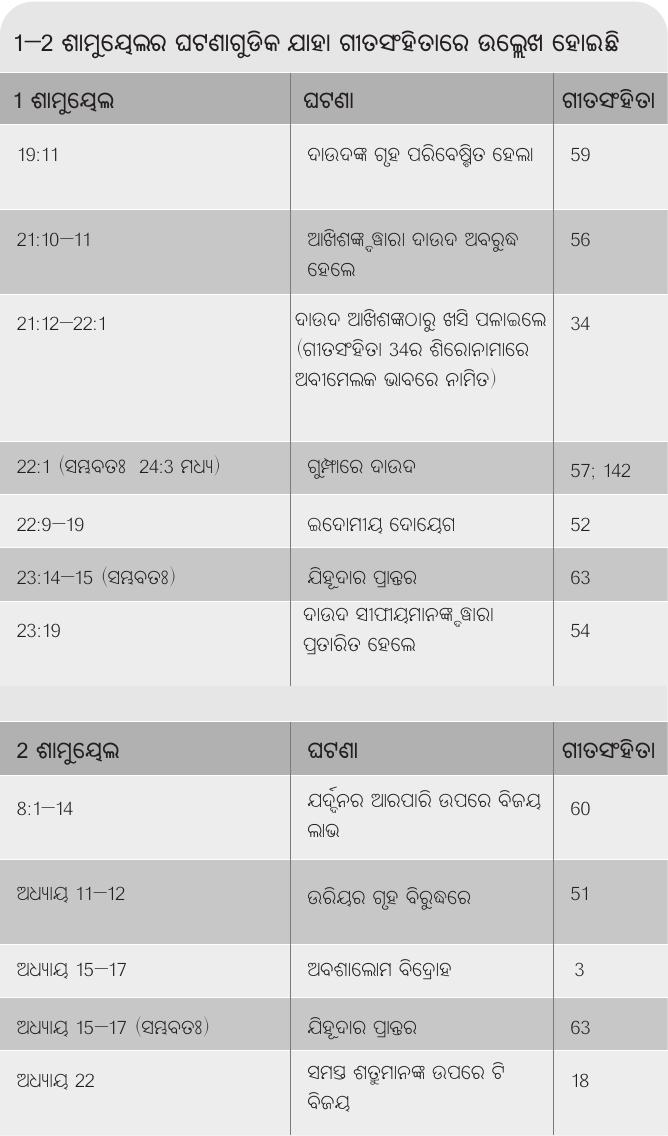 1—2 ଶାମୁୟେଲର ଘଟଣାଗୁଡିକ ଯାହା ଗୀତସଂହିତାରେ ଉଲ୍ଲେଖ ହୋଇଛି
1 ଶାମୁୟେଲ ଘଟଣା ଗୀତସଂହିତା
19:11 ଦାଉଦଙ୍କ ଗୃହ ପରିବେଷ୍ଟିତ ହେଲା 59
21:10—11 ଆଖିଶଙ୍କ ଦ୍ୱାରା ଦାଉଦ ଅବରୁଦ୍ଧ 56
ହେଲେ
21:12—22:1 ଦାଉଦ ଆଖିଶଙ୍କଠାରୁ ଖସି ପଳାଇଲେ 34
(ଗୀତସଂହିତା 34ର ଶିରୋନାମାରେ
ଅବୀମେଲକ ଭାବରେ ନାମିତ)
22:1 (ସମ୍ଭବତଃ 24:3 ମଧ୍ୟ) ଗୁମ୍ଫାରେ ଦାଉଦ 57; 142
22:9—19 ଇଦୋମୀୟ ଦୋୟେଗ 52
23:14—15 (ସମ୍ଭବତଃ) ଯିହୂଦାର ପ୍ରାନ୍ତର 63
23:19 ଦାଉଦ ସୀଫୀୟମାନଙ୍କ ଦ୍ୱାରା 54
ପ୍ରତାରିତ ହେଲେ
2 ଶାମୁୟେଲ ଘଟଣା ଗୀତସଂହିତା
8:1—14 ଯର୍ଦ୍ଦନର ଆରପାରି ଉପରେ ବିଜୟ 60
ଲାଭ
ଅଧ୍ୟାୟ 11—12 ଉରିୟର ଗୃହ ବିରୁଦ୍ଧରେ 51
ଅଧ୍ୟାୟ 15—17 ଅବଶାଲୋମ ବିଦ୍ରୋହ 3
ଅଧ୍ୟାୟ 15—17 (ସମ୍ଭବତଃ) ଯିହୂଦାର ପ୍ରାନ୍ତର 63
ଅଧ୍ୟାୟ 22 ସମସ୍ତ ଶତ୍ରୁମାନଙ୍କ ଉପରେ ଟି 18
ବିଜୟ